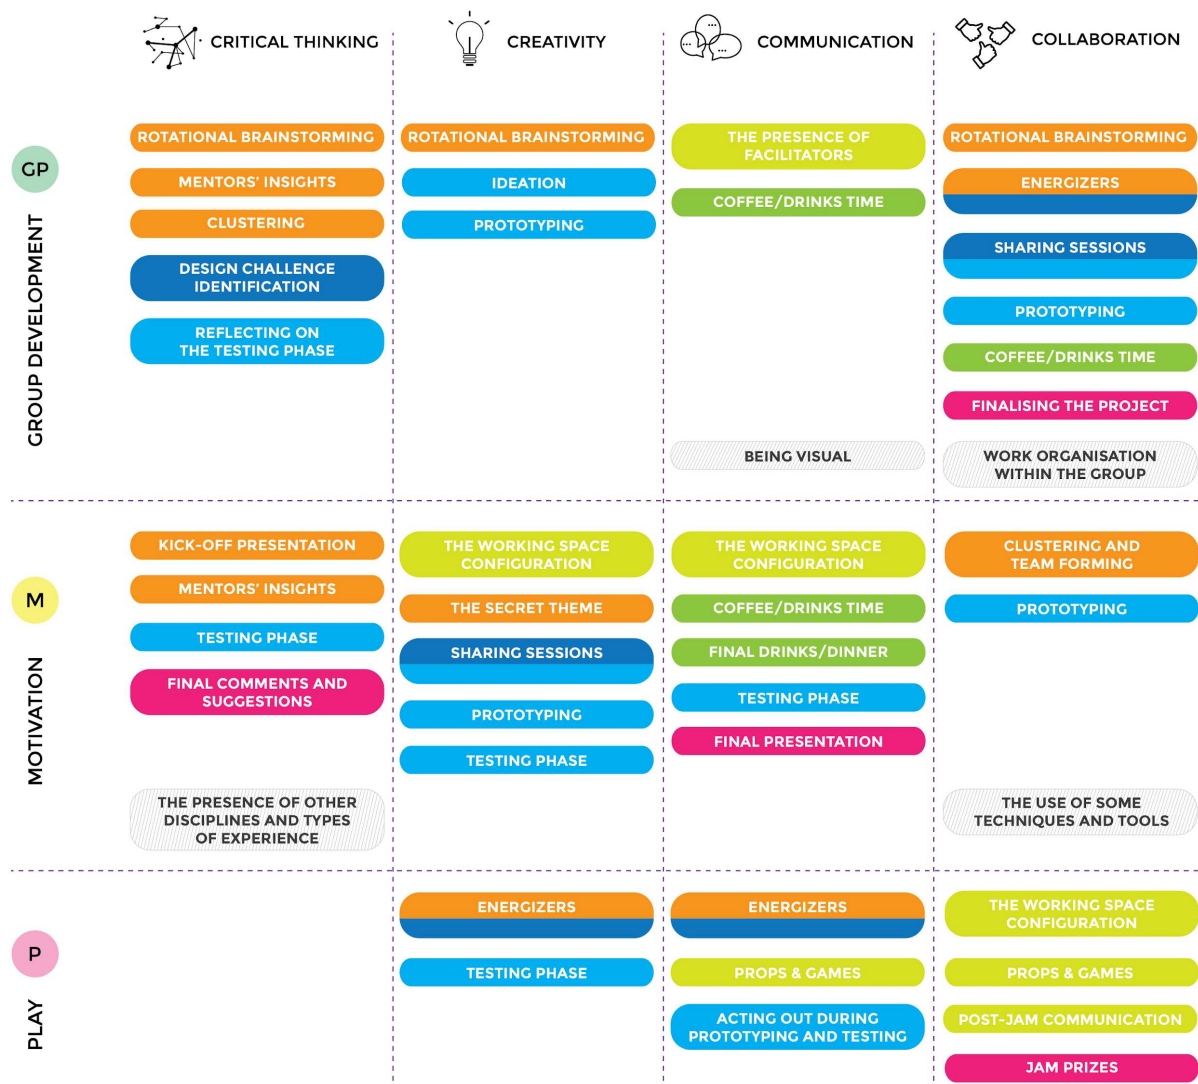 CRITICAL THINKING
CREATIVITY
...
...
COMMUNICATION
COLLABORATION
GP
GROUP DEVELOPMENT
ROTATIONAL BRAINSTORMING
MENTORS' INSIGHTS
CLUSTERING
DESIGN CHALLENGE
IDENTIFICATION
REFLECTING ON
THE TESTING PHASE
ROTATIONAL BRAINSTORMING
IDEATION
PROTOTYPING
THE PRESENCE OF
FACILITATORS
COFFEE/DRINKS TIME
BEING VISUAL
ROTATIONAL BRAINSTORMING
ENERGIZERS
SHARING SESSIONS
PROTOTYPING
COFFEE/DRINKS TIME
FINALISING THE PROJECT
WORK ORGANISATION
WITHIN THE GROUP
M
MOTIVATION
KICK-OFF PRESENTATION
MENTORS' INSIGHTS
TESTING PHASE
FINAL COMMENTS AND
SUGGESTIONS
THE PRESENCE OF OTHER
DISCIPLINES AND TYPES
OF EXPERIENCE
THE WORKING SPACE
CONFIGURATION
THE SECRET THEME
SHARING SESSIONS
PROTOTYPING
TESTING PHASE
THE WORKING SPACE
CONFIGURATION
COFFEE/DRINKS TIME
FINAL DRINKS/DINNER
TESTING PHASE
FINAL PRESENTATION
CLUSTERING AND
TEAM FORMING
PROTOTYPING
THE USE OF SOME
TECHNIQUES AND TOOLS
P
PLAY
ENERGIZERS
TESTING PHASE
ENERGIZERS
PROPS & GAMES
ACTING OUT DURING
PROTOTYPING AND TESTING
THE WORKING SPACE
CONFIGURATION
PROPS & GAMES
POST-JAM COMMUNICATION
JAM PRIZES